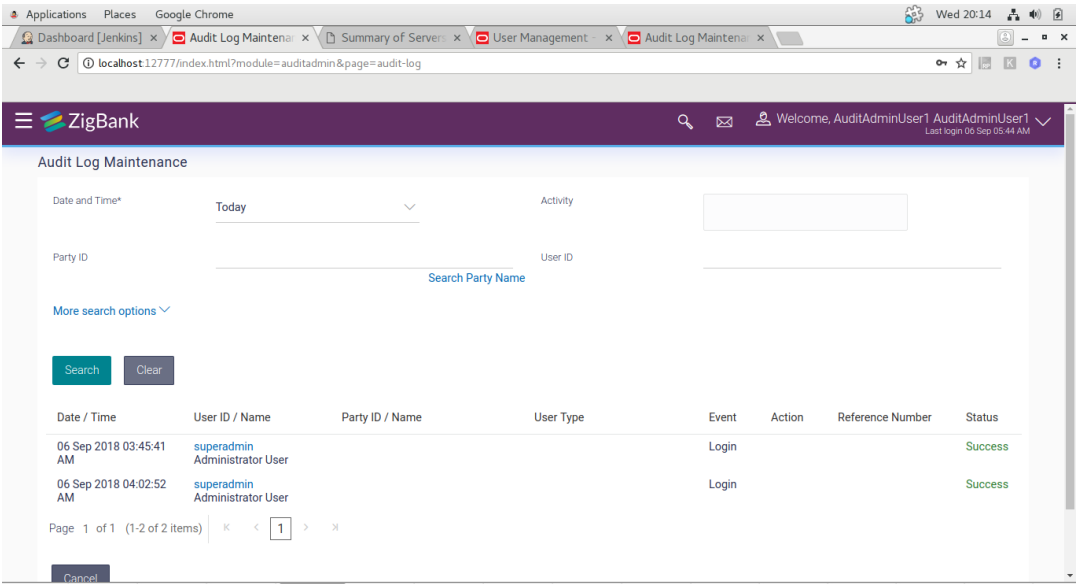 Applications Places Google Chrome Wed 20:14
Dashboard [Jenkins] × Audit Log Maintenan × Summary of Servers × User Management - × Audit Log Maintenan ×
localhost:12777/index.html?module=auditadmin&page=audit-log
ZigBank Welcome, AuditAdminUser1 AuditAdminUser1
Last login 06 Sep 05:44 AM
Audit Log Maintenance
Date and Time* Today Activity
Party ID User ID
Search Party Name
More search options
Search Clear
Date / Time User ID / Name Party ID / Name User Type Event Action Reference Number Status
06 Sep 2018 03:45:41 superadmin Login Success
AM Administrator User
06 Sep 2018 04:02:52 superadmin Login Success
AM Administrator User
Page 1 of 1 (1-2 of 2 items) K < 1 >
Cancel